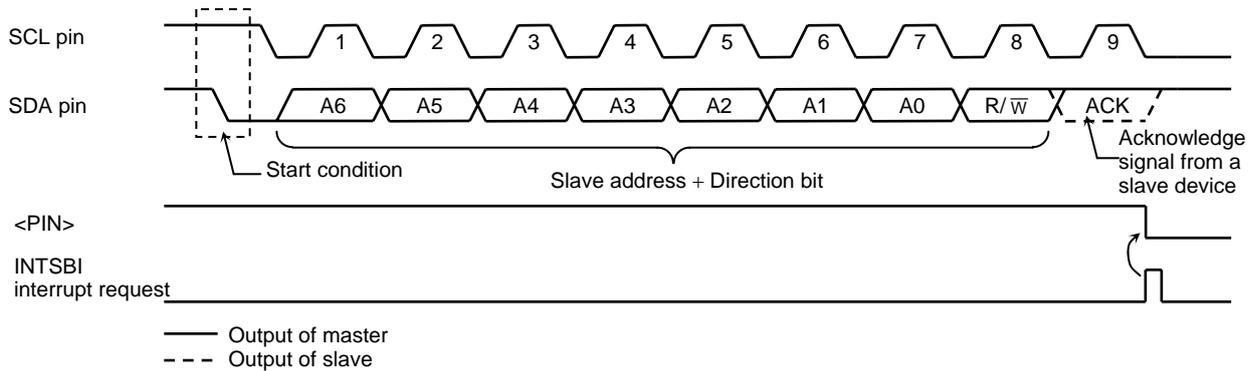 SCL pin
1 2 3 4 5 6 7 8 9
SDA pin
A6 A5 A4 A3 A2 A1 A0 R/W̅ ACK
Start condition
Slave address + Direction bit
Acknowledge
signal from a
slave device
<PIN>
INTSBI
interrupt request
Output of master
Output of slave